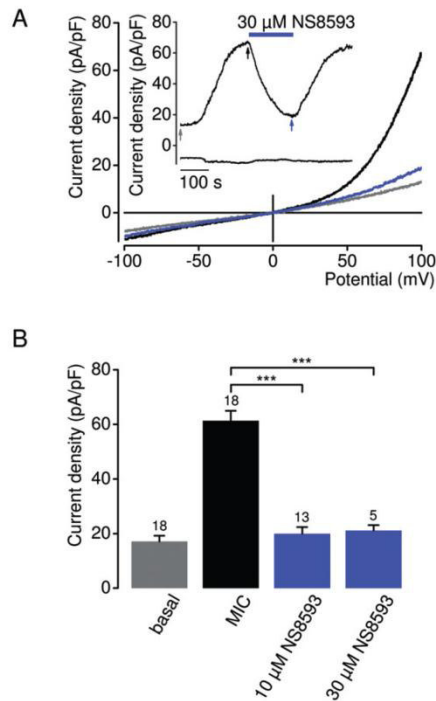 A
30 µM NS8593
Current density (pA/pF)
80
60
40
20
0
Current density (pA/pF)
80
60
40
20
0
100 s
-100
-50
0
50
100
Potential (mV)
B
Current density (pA/pF)
80
60
40
20
0
***
***
18
18
13
5
basal
MIC
10 µM NS8593
30 µM NS8593